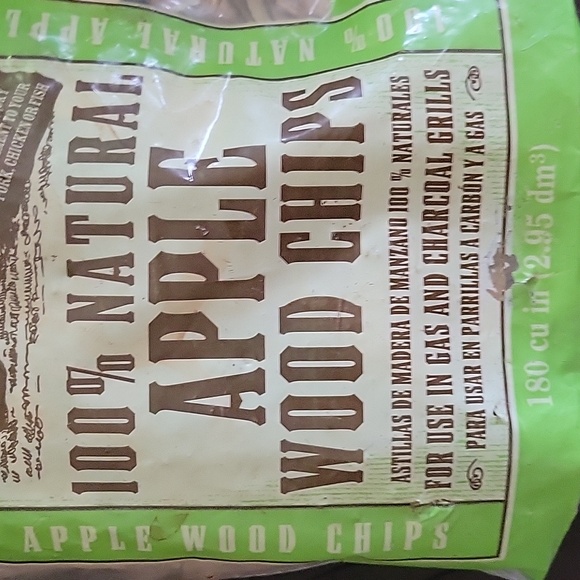 PORK, CHICKEN OR FISH
100% NATURAL
APPLE
WOOD CHIPS
ASTILLAS DE MADERA DE MANZANO 100 % NATURALES
FOR USE IN GAS AND CHARCOAL GRILLS
PARA USAR EN PARRILLAS A CARBÓN Y A GAS
180 cu in (2.95 dm³)
APPLE WOOD CHIPS
100% NATURAL APPL